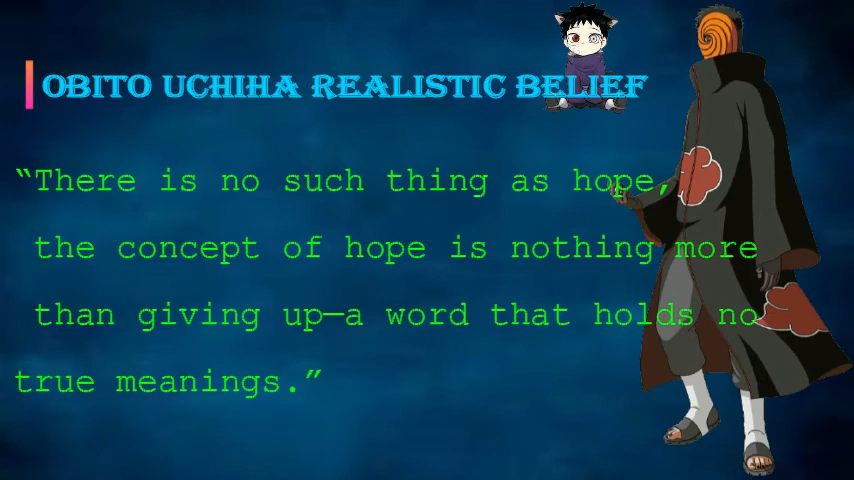 OBITO UCHIHA REALISTIC BELIEF
“There is no such thing as hope,
the concept of hope is nothing more
than giving up—a word that holds no
true meanings.”